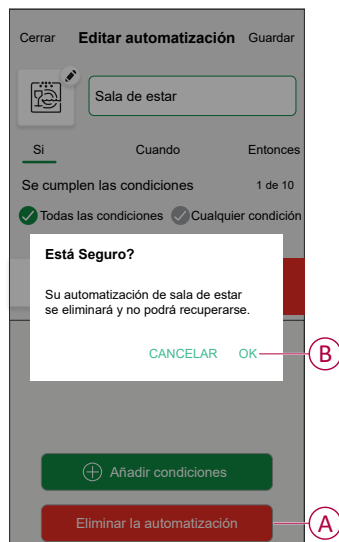 Cerrar Editar automatización Guardar
Sala de estar
Si Cuando Entonces
Se cumplen las condiciones 1 de 10
Todas las condiciones Cualquier condición
Está Seguro?
Su automatización de sala de estar
se eliminará y no podrá recuperarse.
CANCELAR OK
B
Añadir condiciones
Eliminar la automatización
A